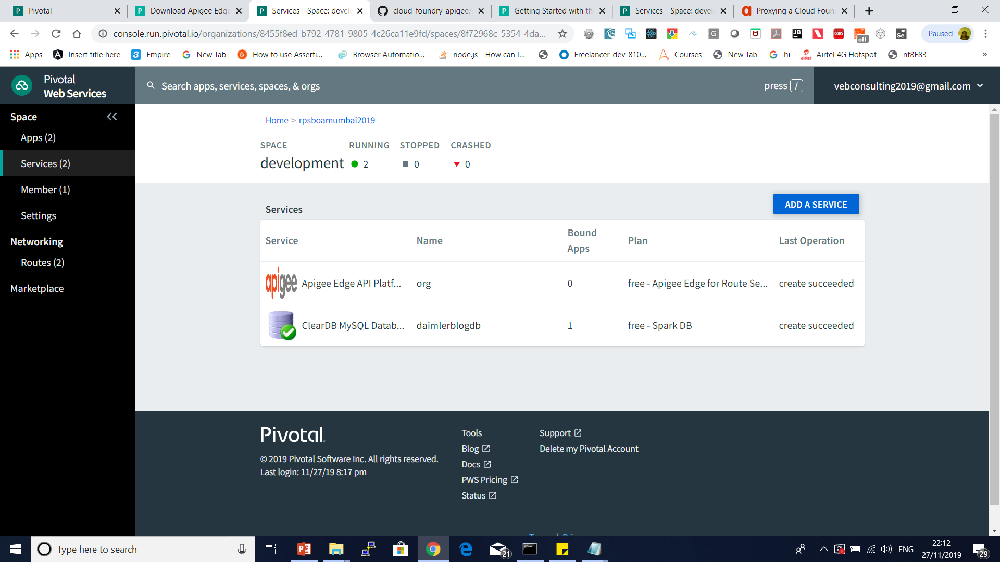 Pivotal
Download Apigee Edge
Services - Space: devel
cloud-foundry-apigee/
Getting Started with th
Services - Space: devel
Proxying a Cloud Foun
console.run.pivotal.io/organizations/8455f8ed-b792-4781-9805-4c26ca11e9fd/spaces/8f72968c-5354-4da...
G
JB
CORS
off
Se
Paused
Apps
Insert title here
Empire
New Tab
How to use Asserti...
Browser Automatio...
node.js - How can I...
Freelancer-dev-810...
Courses
New Tab
hi
airtel
Airtel 4G Hotspot
nt8F83
»
Pivotal
Web Services
Search apps, services, spaces, & orgs
press /
vebconsulting2019@gmail.com
Space
Apps (2)
Services (2)
Member (1)
Settings
Networking
Routes (2)
Marketplace
Home > rpsboamumbai2019
SPACE RUNNING STOPPED CRASHED
development 2 0 0
Services
ADD A SERVICE
Service Name Bound Apps Plan Last Operation
apigee Apigee Edge API Platf... org 0 free - Apigee Edge for Route Se... create succeeded
ClearDB MySQL Datab... daimlerblogdb 1 free - Spark DB create succeeded
Pivotal
© 2019 Pivotal Software Inc. All rights reserved.
Last login: 11/27/19 8:17 pm
Tools
Blog
Docs
PWS Pricing
Status
Support
Delete my Pivotal Account
Type here to search
21
ENG
22:12
27/11/2019
29